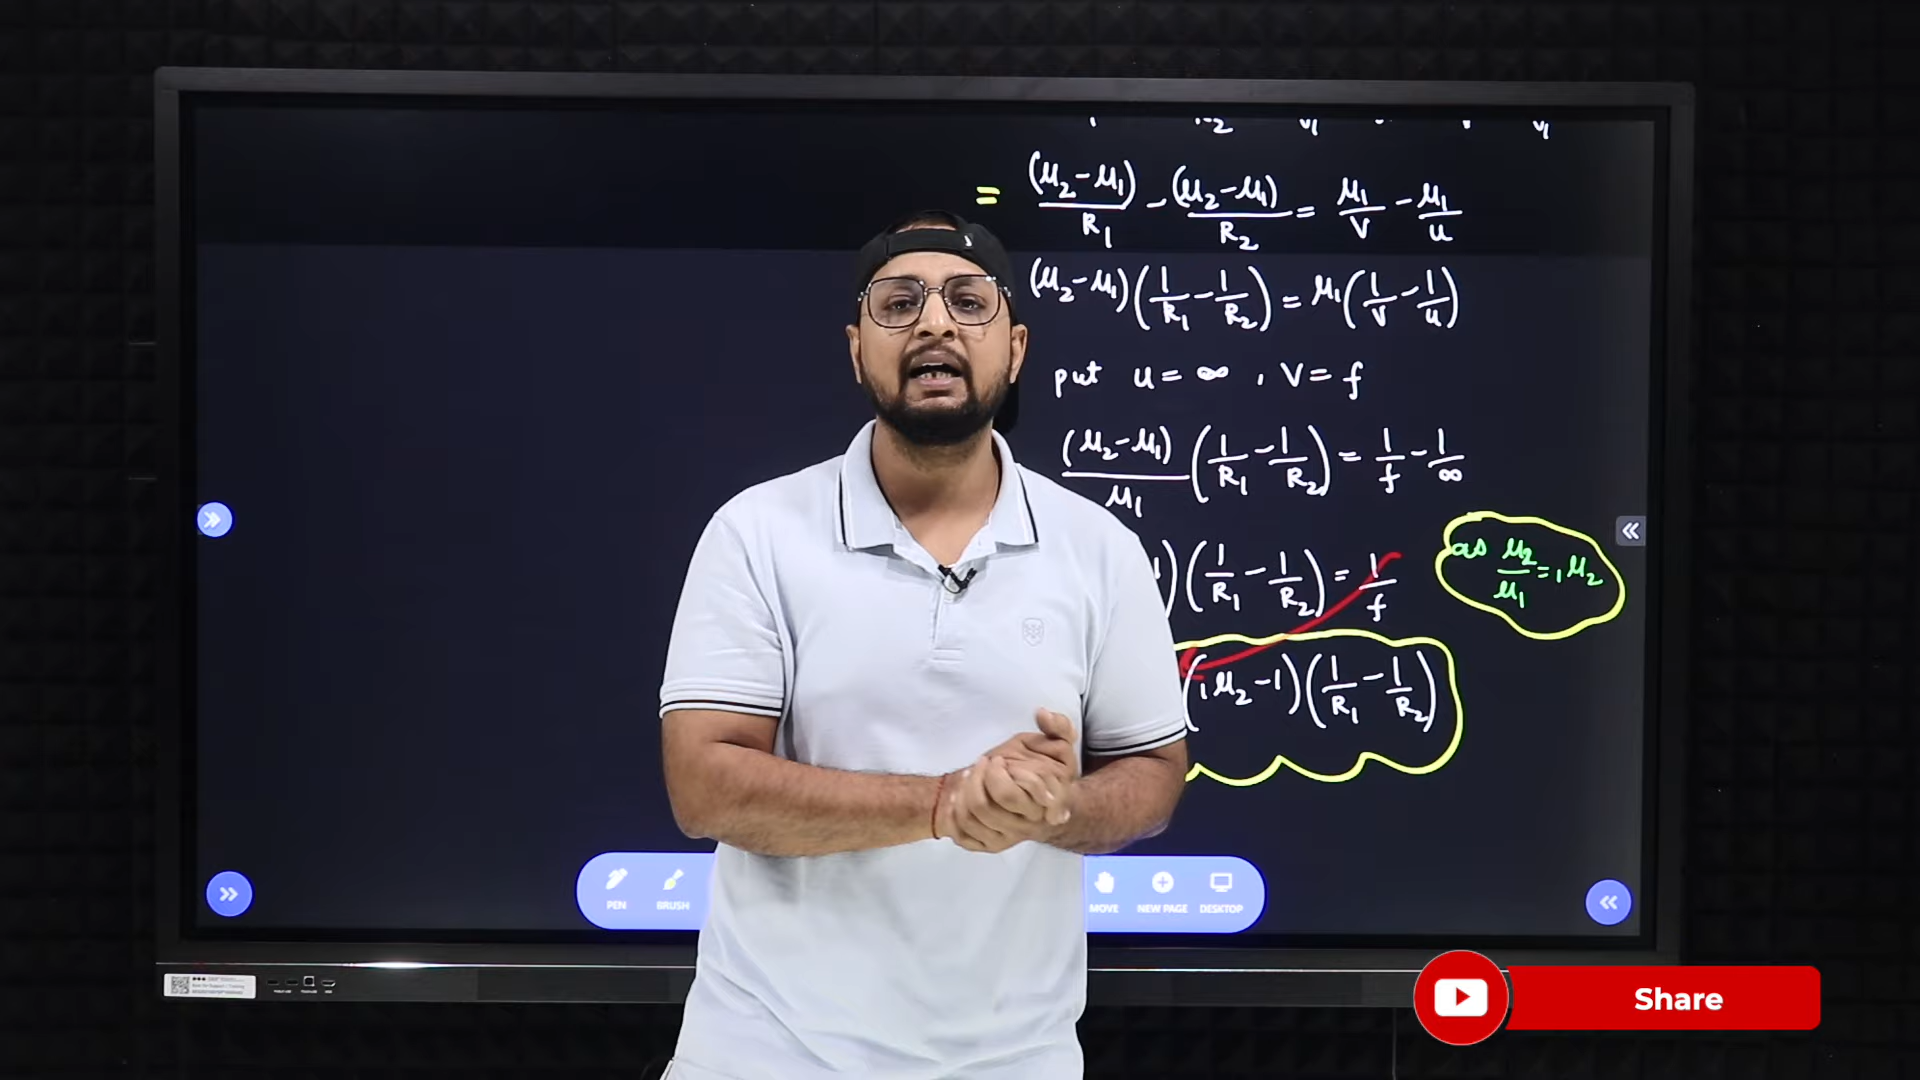 = (μ₂-μ₁)/R₁ - (μ₂-μ₁)/R₂ = μ₁/v - μ₁/u
(μ₂-μ₁)(1/R₁ - 1/R₂) = μ₁(1/v - 1/u)
put u = ∞, v = f
(μ₂-μ₁)/μ₁ (1/R₁ - 1/R₂) = 1/f - 1/∞
)(1/R₁ - 1/R₂) = 1/f
as μ₂/μ₁ = ₁μ₂
(₁μ₂-1)(1/R₁ - 1/R₂)
PEN BRUSH MOVE NEW PAGE DESKTOP
Share